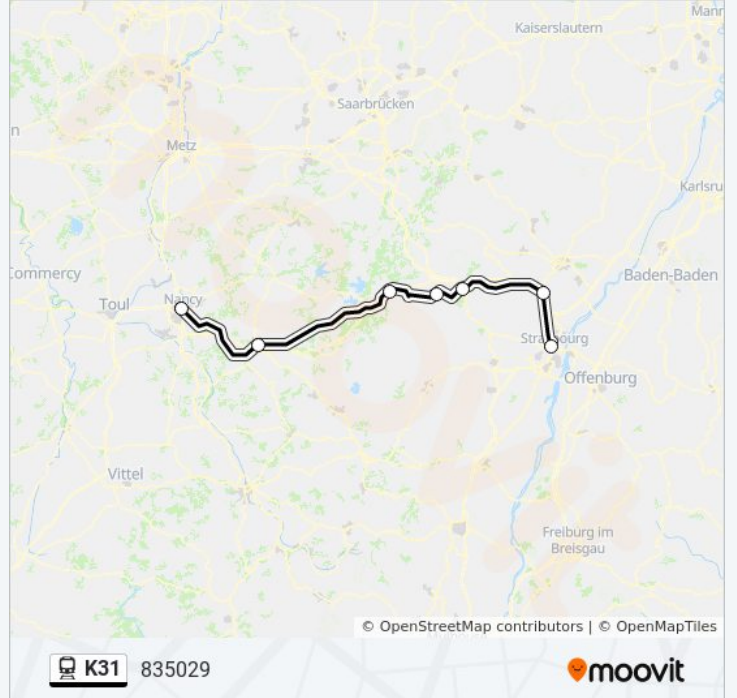 Mann
Kaiserslautern
Saarbrücken
n
Metz
Karlsru
Commercy
Baden-Baden
Toul
Nancy
Offenburg
Vittel
Freiburg im
Breisgau
© OpenStreetMap contributors | © OpenMapTiles
K31 835029
moovit